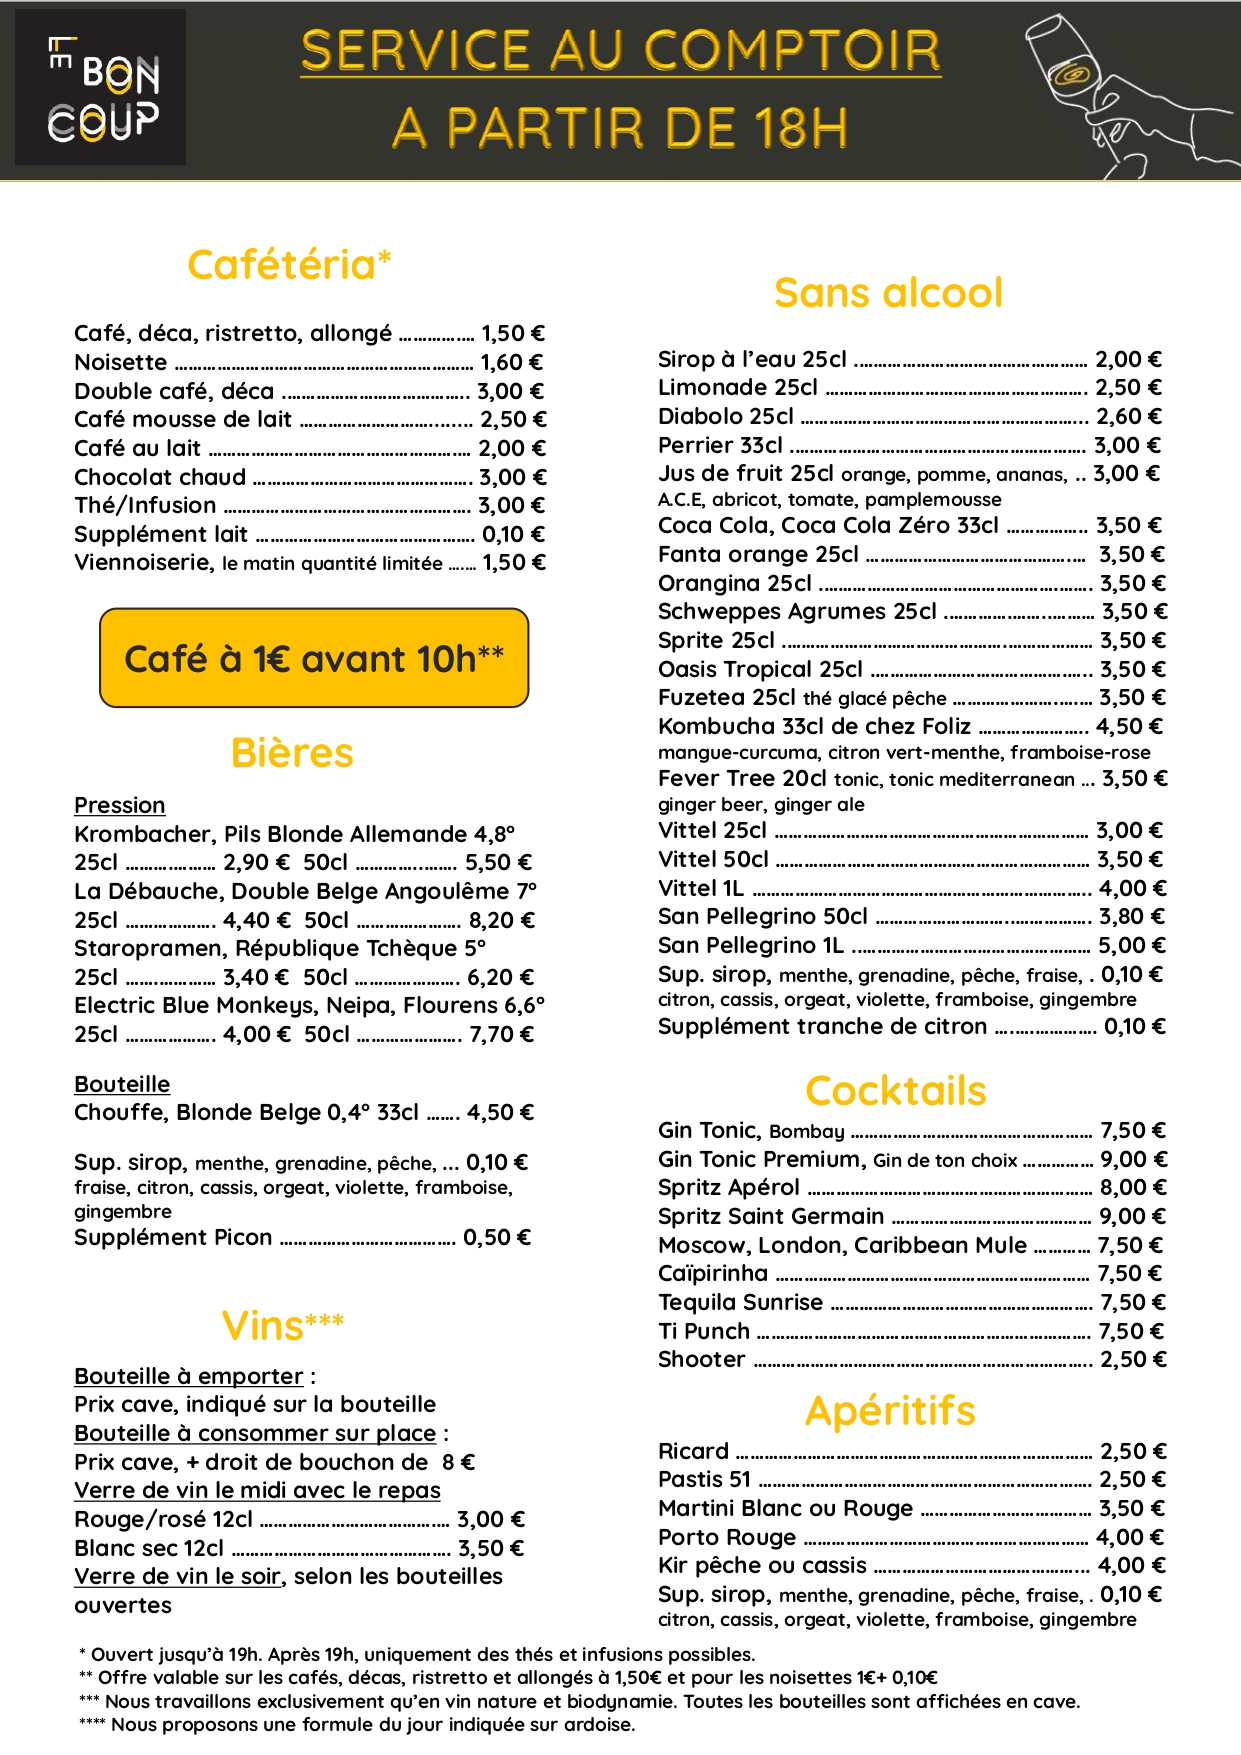 LE BON COUP
SERVICE AU COMPTOIR
A PARTIR DE 18H
Cafétéria*
Café, déca, ristretto, allongé ................ 1,50 €
Noisette ................ 1,60 €
Double café, déca ................ 3,00 €
Café mousse de lait ................ 2,50 €
Café au lait ................ 2,00 €
Chocolat chaud ................ 3,00 €
Thé/Infusion ................ 3,00 €
Supplément lait ................ 0,10 €
Viennoiserie, le matin quantité limitée ....... 1,50 €
Café à 1€ avant 10h**
Bières
Pression
Krombacher, Pils Blonde Allemande 4,8°
25cl ................ 2,90 € 50cl ................ 5,50 €
La Débauche, Double Belge Angoulême 7°
25cl ................ 4,40 € 50cl ................ 8,20 €
Staropramen, République Tchèque 5°
25cl ................ 3,40 € 50cl ................ 6,20 €
Electric Blue Monkeys, Neipa, Flourens 6,6°
25cl ................ 4,00 € 50cl ................ 7,70 €
Bouteille
Chouffe, Blonde Belge 0,4° 33cl ....... 4,50 €
Sup. sirop, menthe, grenadine, pêche, ... 0,10 €
fraise, citron, cassis, orgeat, violette, framboise,
gingembre
Supplément Picon ................ 0,50 €
Vins***
Bouteille à emporter :
Prix cave, indiqué sur la bouteille
Bouteille à consommer sur place :
Prix cave, + droit de bouchon de 8 €
Verre de vin le midi avec le repas
Rouge/rosé 12cl ................ 3,00 €
Blanc sec 12cl ................ 3,50 €
Verre de vin le soir, selon les bouteilles
ouvertes
Sans alcool
Sirop à l’eau 25cl ................ 2,00 €
Limonade 25cl ................ 2,50 €
Diabolo 25cl ................ 2,60 €
Perrier 33cl ................ 3,00 €
Jus de fruit 25cl orange, pomme, ananas, .. 3,00 €
A.C.E, abricot, tomate, pamplemousse
Coca Cola, Coca Cola Zéro 33cl ................ 3,50 €
Fanta orange 25cl ................ 3,50 €
Orangina 25cl ................ 3,50 €
Schweppes Agrumes 25cl ................ 3,50 €
Sprite 25cl ................ 3,50 €
Oasis Tropical 25cl ................ 3,50 €
Fuzetea 25cl thé glacé pêche ................ 3,50 €
Kombucha 33cl de chez Foliz ................ 4,50 €
mangue-curcuma, citron vert-menthe, framboise-rose
Fever Tree 20cl tonic, tonic mediterranean ... 3,50 €
ginger beer, ginger ale
Vittel 25cl ................ 3,00 €
Vittel 50cl ................ 3,50 €
Vittel 1L ................ 4,00 €
San Pellegrino 50cl ................ 3,80 €
San Pellegrino 1L ................ 5,00 €
Sup. sirop, menthe, grenadine, pêche, fraise, . 0,10 €
citron, cassis, orgeat, violette, framboise, gingembre
Supplément tranche de citron ................ 0,10 €
Cocktails
Gin Tonic, Bombay ................ 7,50 €
Gin Tonic Premium, Gin de ton choix ................ 9,00 €
Spritz Apérol ................ 8,00 €
Spritz Saint Germain ................ 9,00 €
Moscow, London, Caribbean Mule ............ 7,50 €
Caïpirinha ................ 7,50 €
Tequila Sunrise ................ 7,50 €
Ti Punch ................ 7,50 €
Shooter ................ 2,50 €
Apéritifs
Ricard ................ 2,50 €
Pastis 51 ................ 2,50 €
Martini Blanc ou Rouge ................ 3,50 €
Porto Rouge ................ 4,00 €
Kir pêche ou cassis ................ 4,00 €
Sup. sirop, menthe, grenadine, pêche, fraise, . 0,10 €
citron, cassis, orgeat, violette, framboise, gingembre
* Ouvert jusqu’à 19h. Après 19h, uniquement des thés et infusions possibles.
** Offre valable sur les cafés, décas, ristretto et allongés à 1,50€ et pour les noisettes 1€+ 0,10€
*** Nous travaillons exclusivement qu’en vin nature et biodynamie. Toutes les bouteilles sont affichées en cave.
**** Nous proposons une formule du jour indiquée sur ardoise.